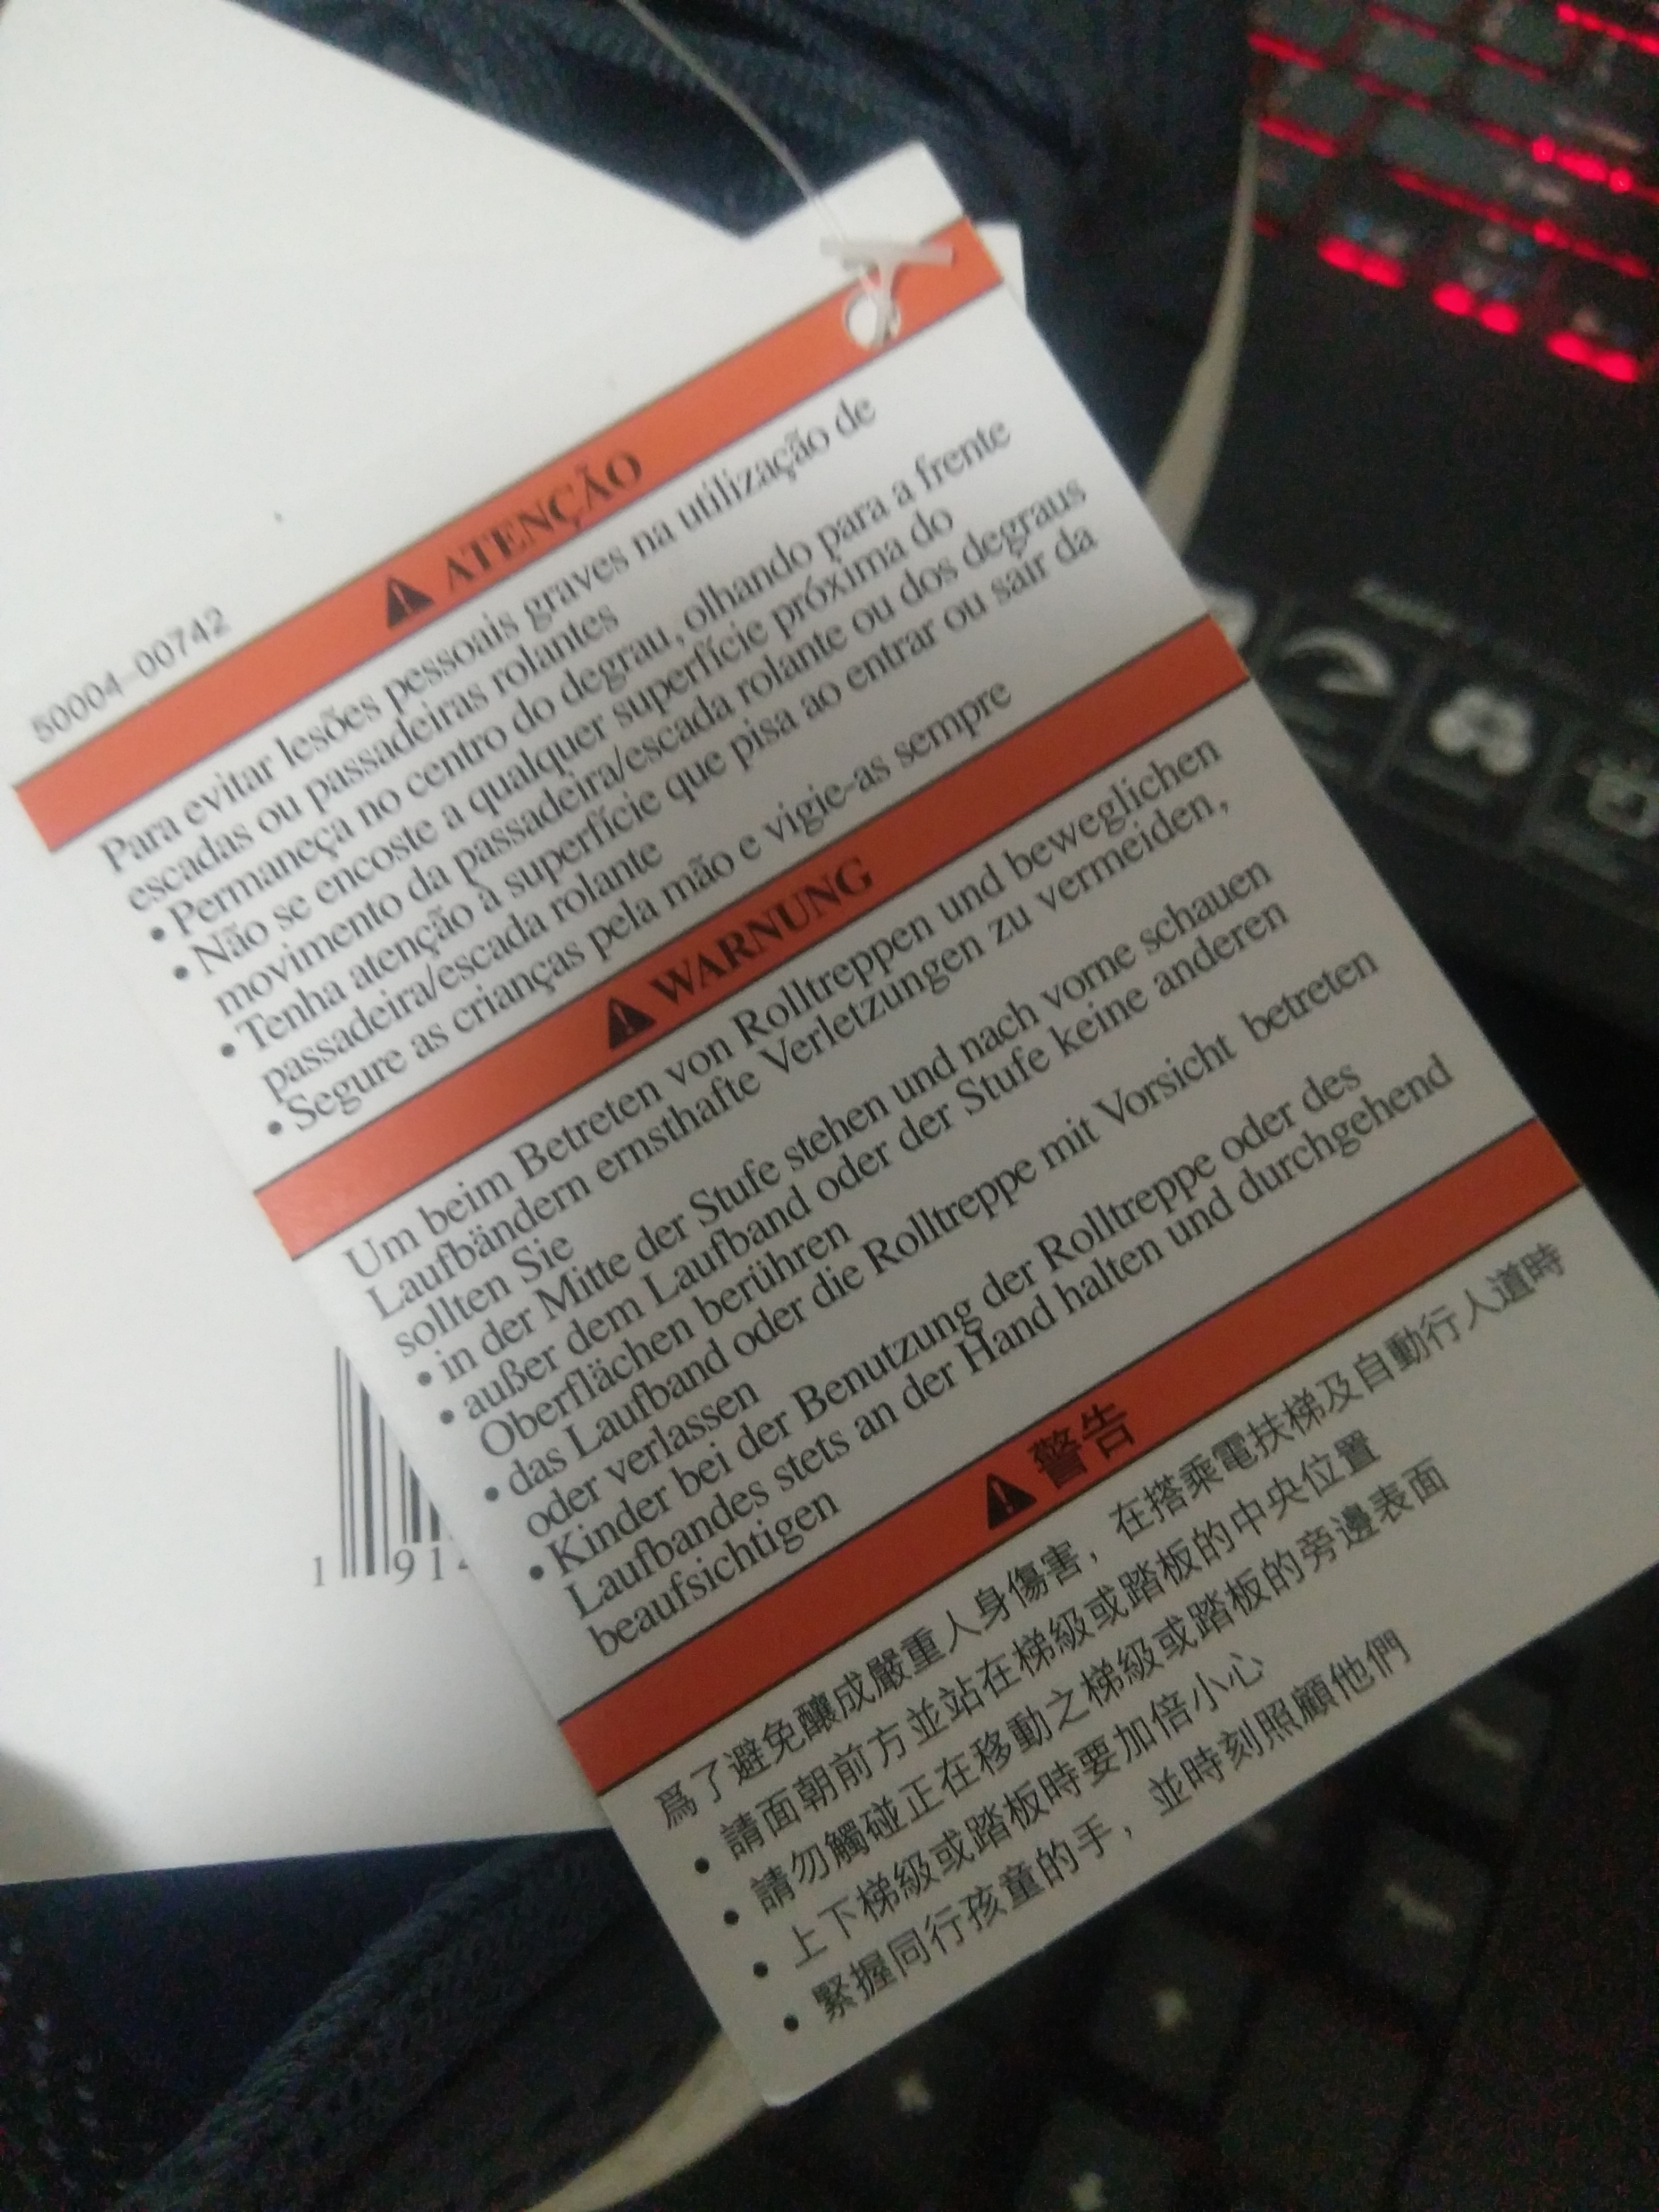 50004-00742
⚠ ATENÇÃO
Para evitar lesões pessoais graves na utilização de
escadas ou passadeiras rolantes
• Permaneça no centro do degrau, olhando para a frente
• Não se encoste a qualquer superfície próxima do
movimento da passadeira/escada rolante ou dos degraus
• Tenha atenção à superfície que pisa ao entrar ou sair da
passadeira/escada rolante
• Segure as crianças pela mão e vigie-as sempre
⚠ WARNUNG
Um beim Betreten von Rolltreppen und beweglichen
Laufbändern ernsthafte Verletzungen zu vermeiden,
sollten Sie
• in der Mitte der Stufe stehen und nach vorne schauen
• außer dem Laufband oder der Stufe keine anderen
Oberflächen berühren
• das Laufband oder die Rolltreppe mit Vorsicht betreten
oder verlassen
• Kinder bei der Benutzung der Rolltreppe oder des
Laufbandes stets an der Hand halten und durchgehend
beaufsichtigen
⚠ 警告
爲了避免釀成嚴重人身傷害，在搭乘電扶梯及自動行人道時
• 請面朝前方並站在梯級或踏板的中央位置
• 請勿觸碰正在移動之梯級或踏板的旁邊表面
• 上下梯級或踏板時要加倍小心
• 緊握同行孩童的手，並時刻照顧他們
1 91